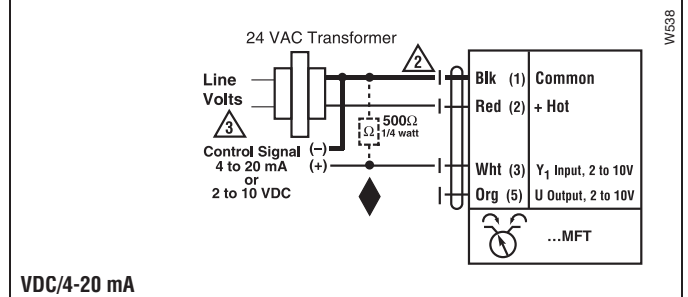 W538
24 VAC Transformer
Line
Volts
3
2
Blk (1) Common
Red (2) + Hot
Ω 500Ω
1/4 watt
Control Signal (–)
4 to 20 mA (+)
or
2 to 10 VDC
Wht (3) Y1 Input, 2 to 10V
Org (5) U Output, 2 to 10V
...MFT
VDC/4-20 mA